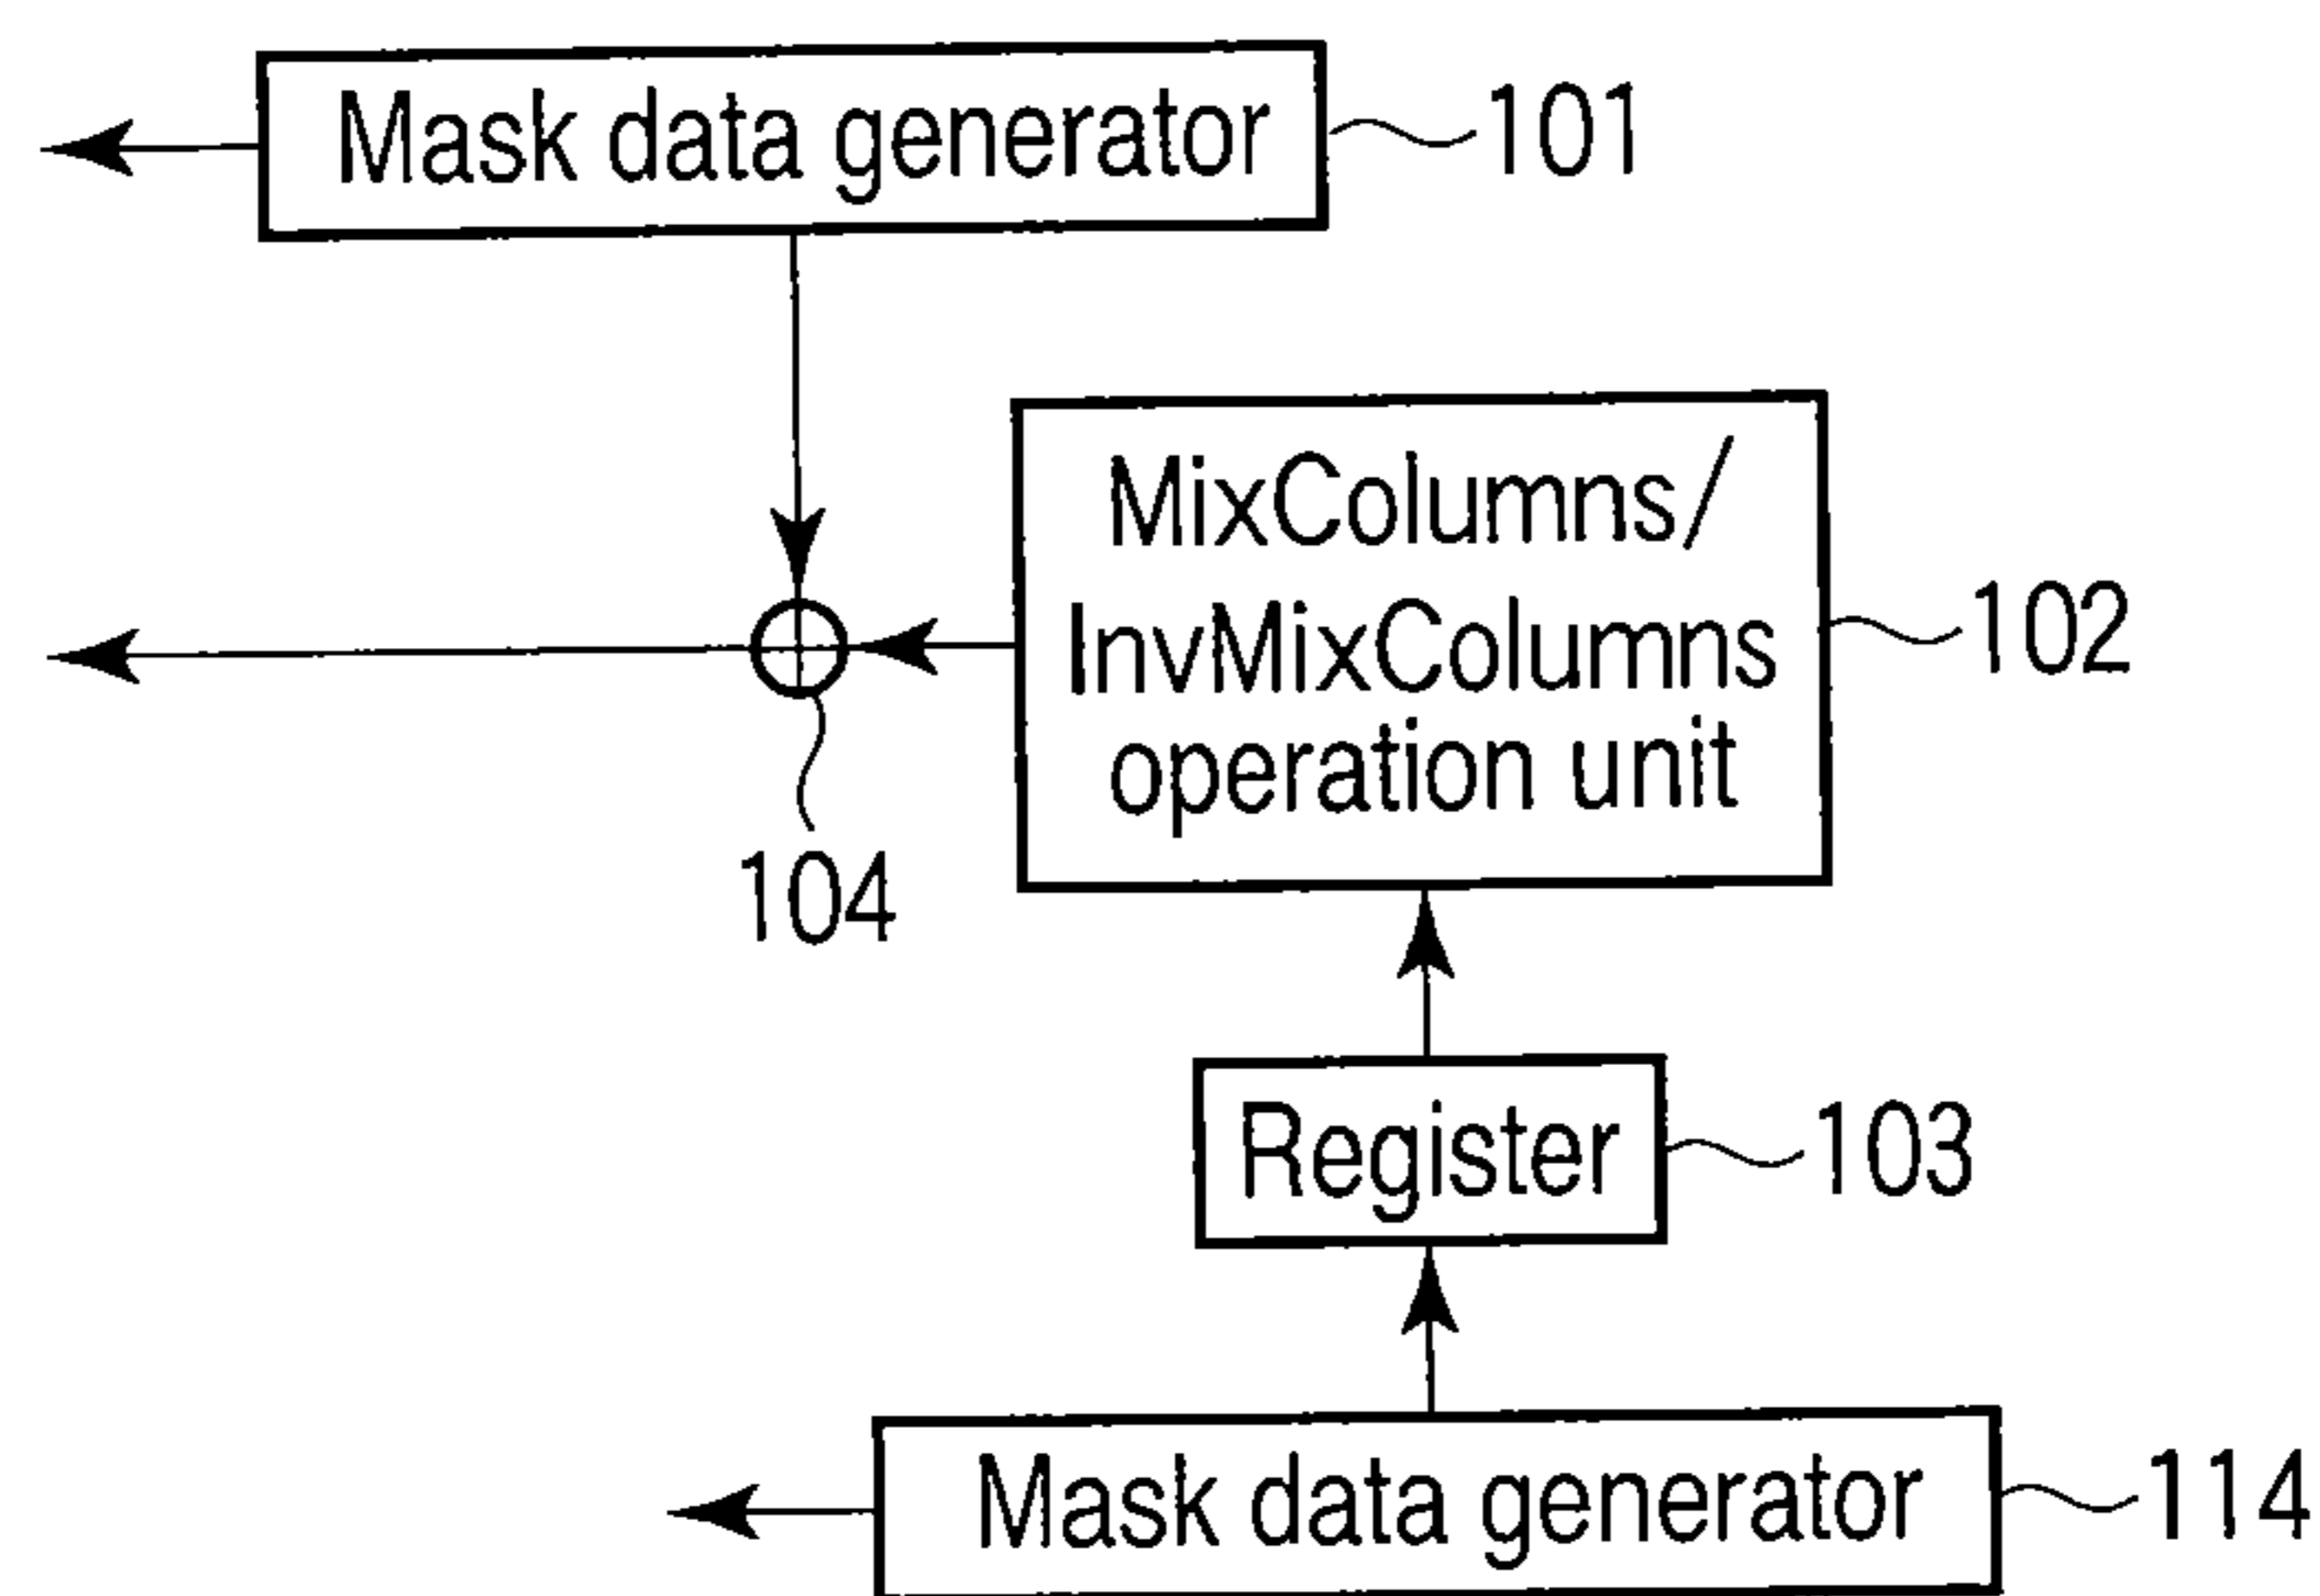 Mask data generator
101
MixColumns/
InvMixColumns
operation unit
102
104
Register
103
Mask data generator
114